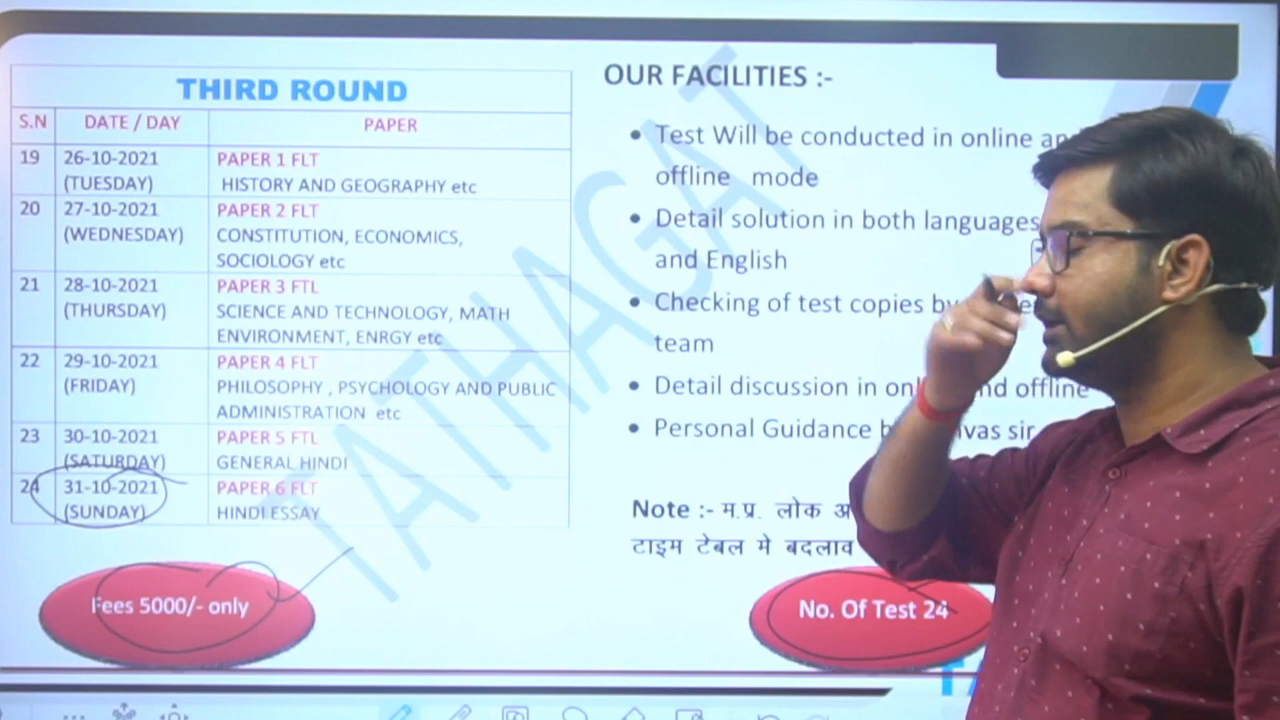 THIRD ROUND
S.N DATE / DAY PAPER
19 26-10-2021 PAPER 1 FLT
(TUESDAY) HISTORY AND GEOGRAPHY etc
20 27-10-2021 PAPER 2 FLT
(WEDNESDAY) CONSTITUTION, ECONOMICS,
SOCIOLOGY etc
21 28-10-2021 PAPER 3 FTL
(THURSDAY) SCIENCE AND TECHNOLOGY, MATH
ENVIRONMENT, ENRGY etc
22 29-10-2021 PAPER 4 FLT
(FRIDAY) PHILOSOPHY , PSYCHOLOGY AND PUBLIC
ADMINISTRATION etc
23 30-10-2021 PAPER 5 FTL
(SATURDAY) GENERAL HINDI
24 31-10-2021 PAPER 6 FLT
(SUNDAY) HINDI ESSAY
Fees 5000/- only
OUR FACILITIES :-
• Test Will be conducted in online
offline mode
• Detail solution in both languages
and English
• Checking of test copies
team
• Detail discussion in offline
• Personal Guidance sir
Note :- म.प्र. लोक
टाइम टेबल मे बदलाव
No. Of Test 24
TATHAGAT